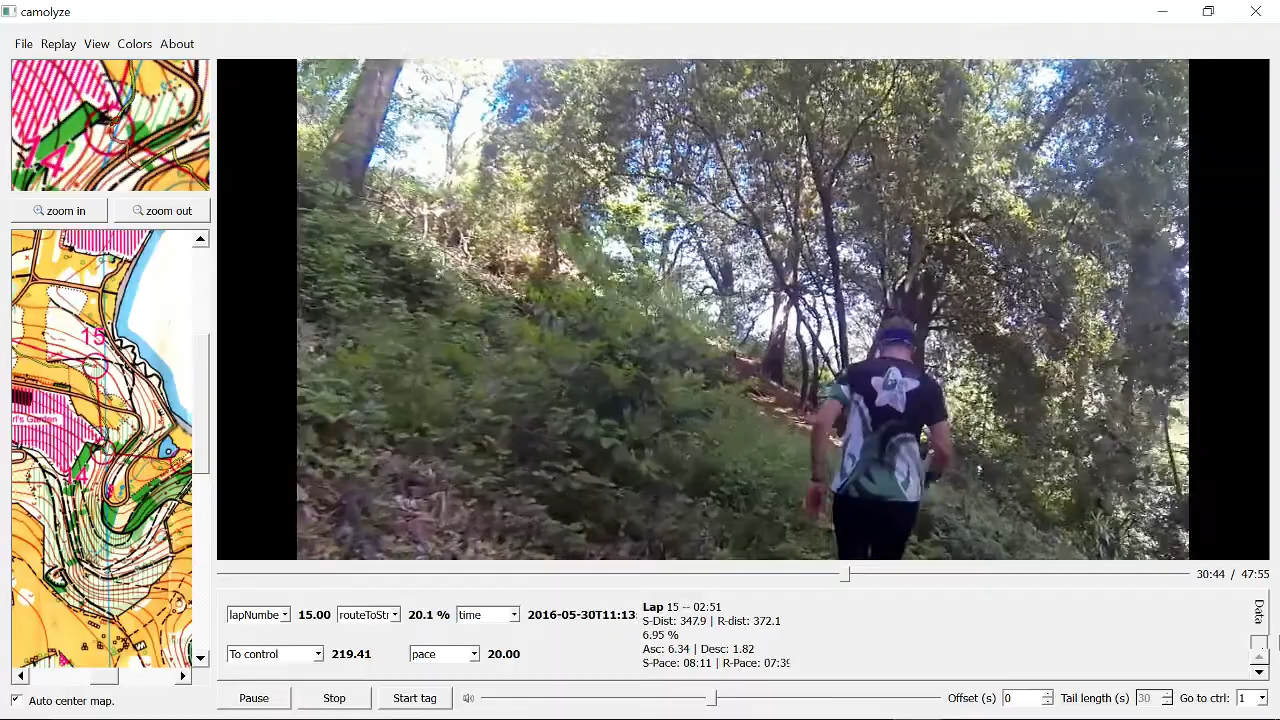 camolyze
File Replay View Colors About
14
zoom in zoom out
15
rl's Garden
14
30:44 / 47:55
lapNumbe 15.00 routeToStr 20.1 % time 2016-05-30T11:13:
To control 219.41 pace 20.00
Lap 15 -- 02:51
S-Dist: 347.9 | R-dist: 372.1
6.95 %
Asc: 6.34 | Desc: 1.82
S-Pace: 08:11 | R-Pace: 07:39
Data
Auto center map.
Pause Stop Start tag
Offset (s) 0 Tail length (s) 30 Go to ctrl: 1